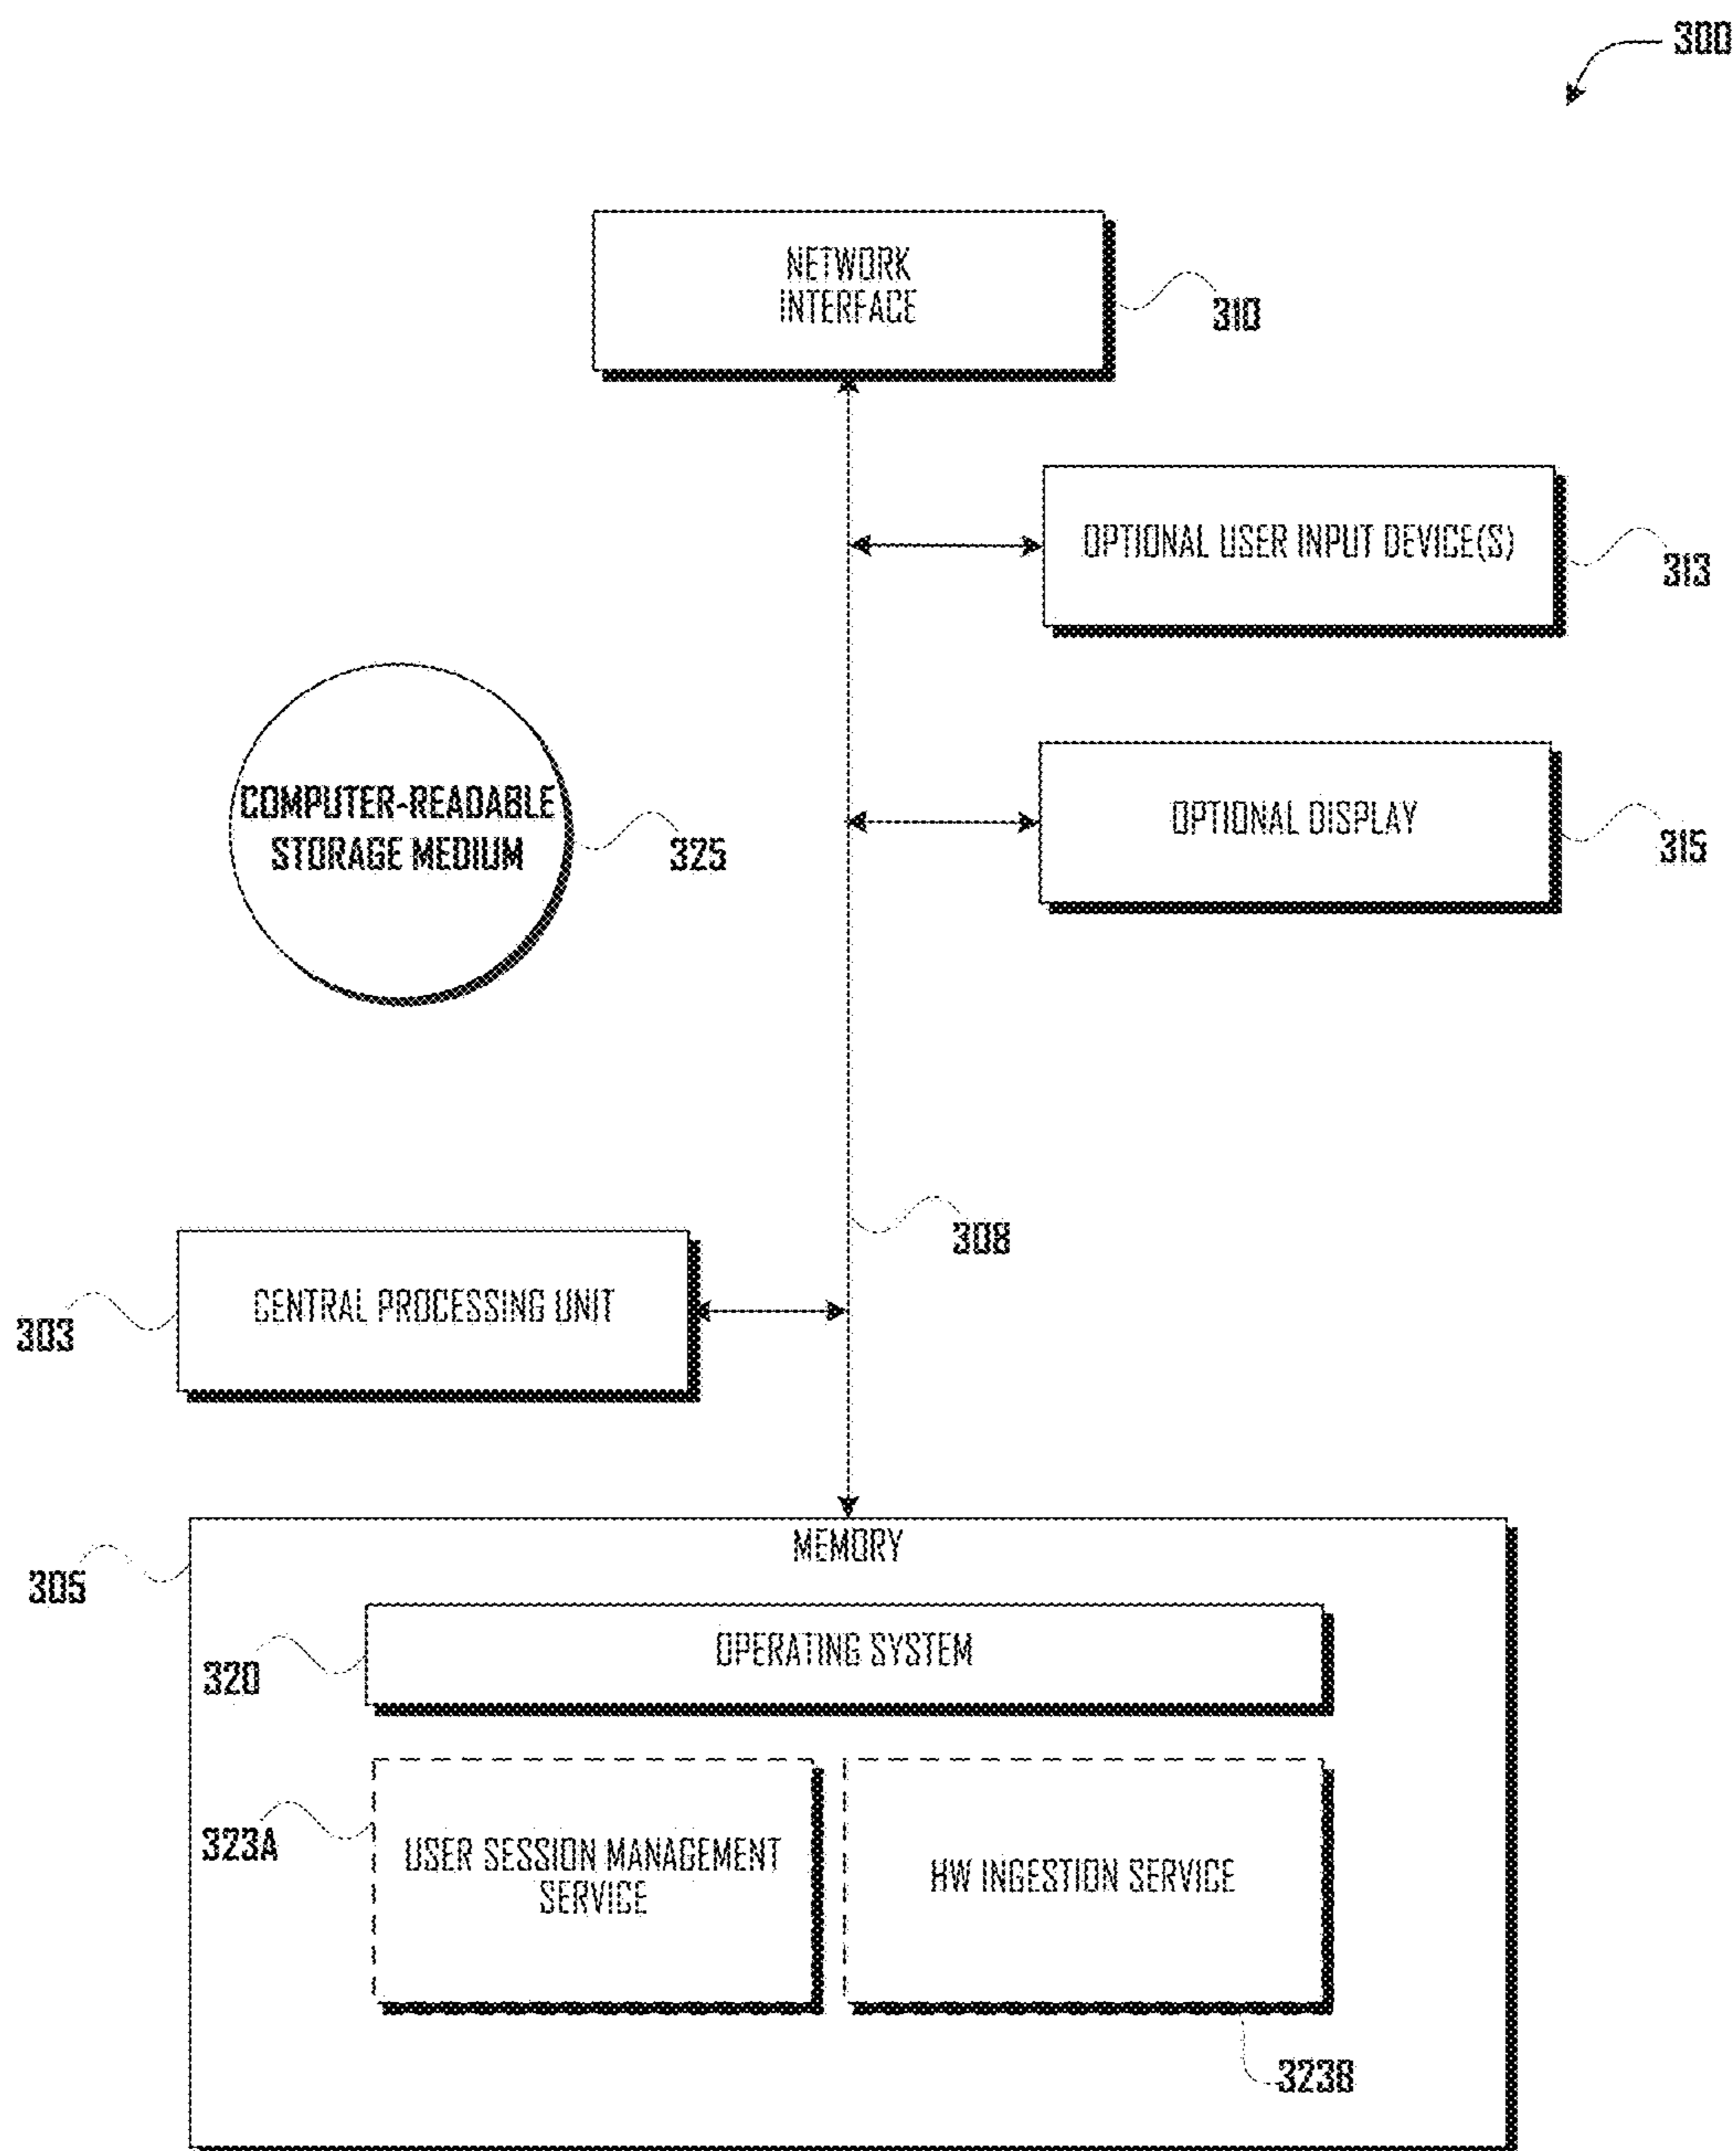 300
NETWORK
INTERFACE
310
OPTIONAL USER INPUT DEVICE(S)
313
COMPUTER-READABLE
STORAGE MEDIUM
325
OPTIONAL DISPLAY
315
308
CENTRAL PROCESSING UNIT
303
MEMORY
305
OPERATING SYSTEM
320
323A
USER SESSION MANAGEMENT
SERVICE
HW INGESTION SERVICE
323B